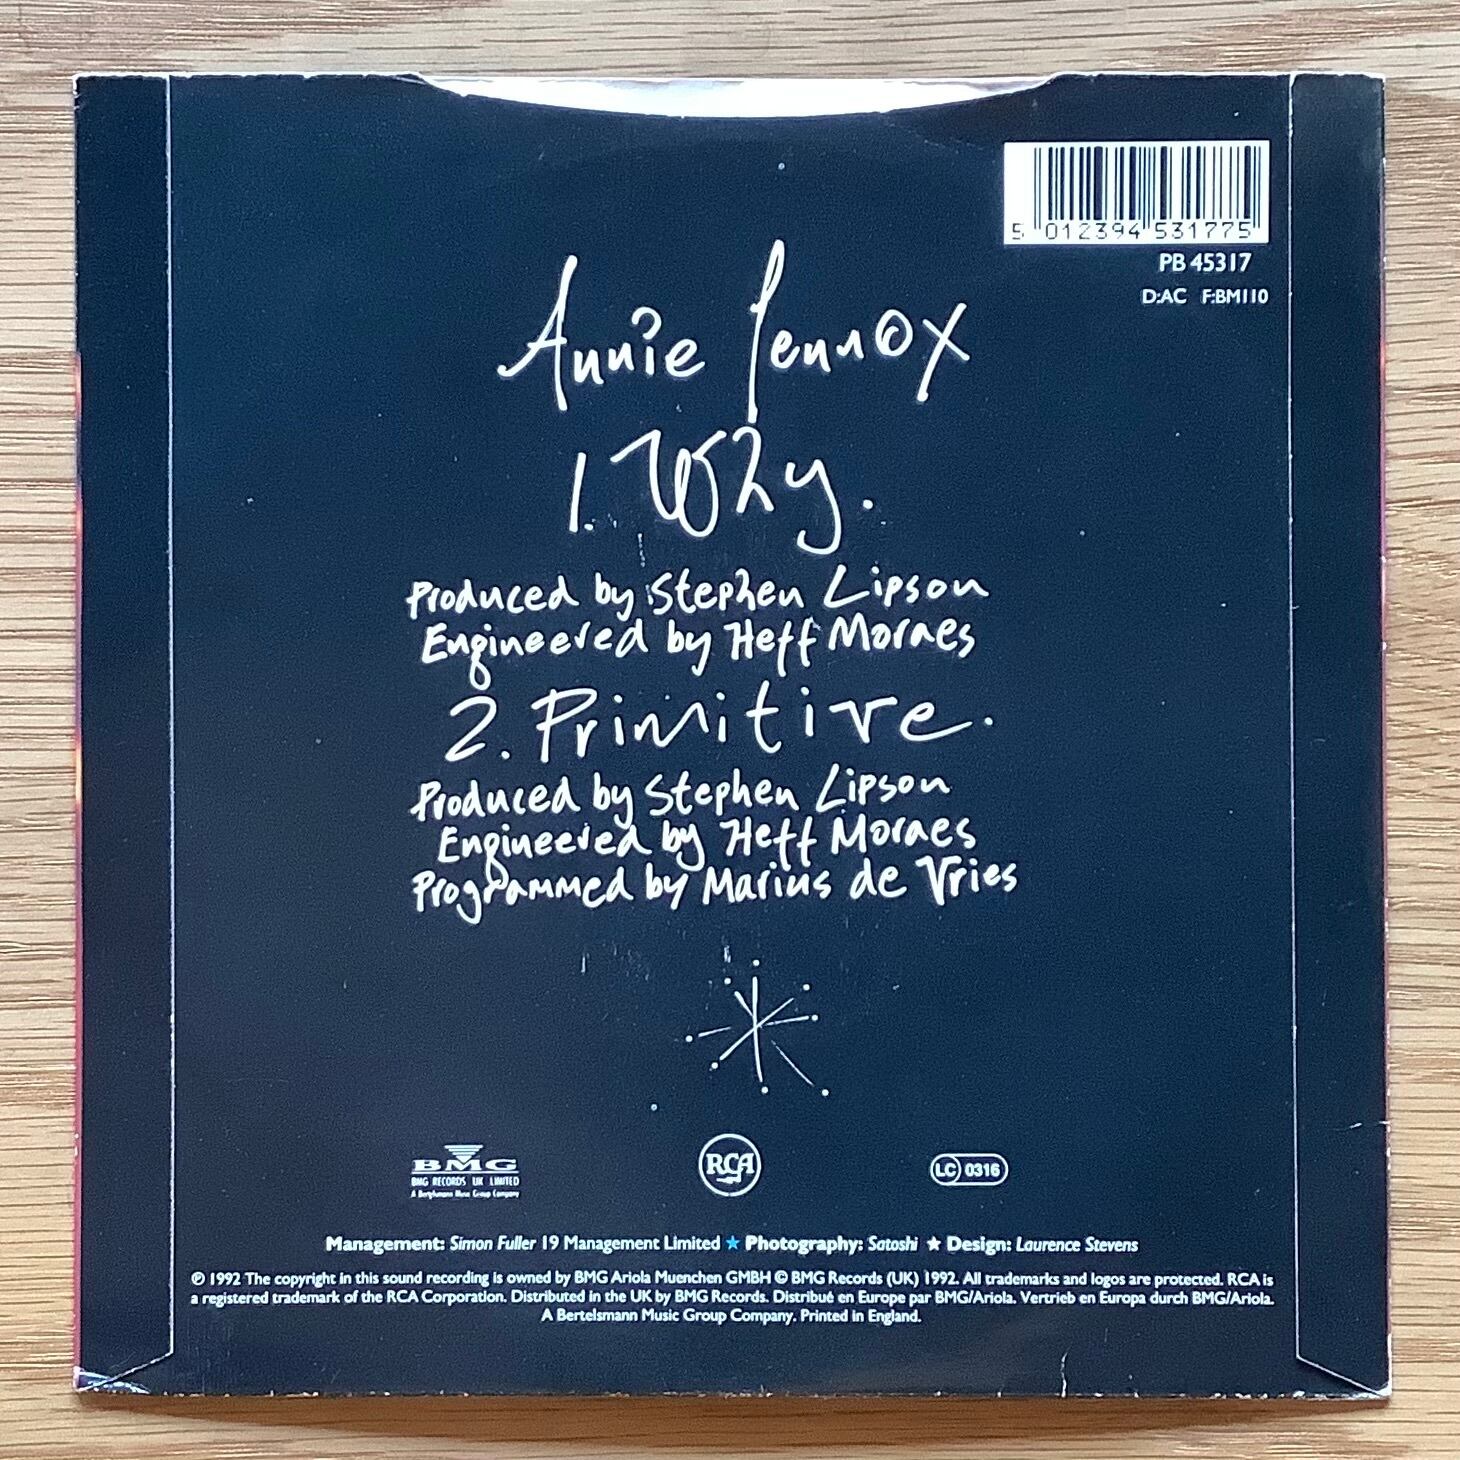 5 012394 531775
PB 45317
D:AC F:BM110
Annie Lennox
1. Why.
Produced by Stephen Lipson
Engineered by Heff Moraes
2. Primitive.
Produced by Stephen Lipson
Engineered by Heff Moraes
Programmed by Marius de Vries
BMG
BMG RECORDS UK LIMITED
A Bertelsmann Music Group Company
RCA
LC 0316
Management: Simon Fuller 19 Management Limited ★ Photography: Satoshi ★ Design: Laurence Stevens
℗ 1992 The copyright in this sound recording is owned by BMG Ariola Muenchen GMBH © BMG Records (UK) 1992. All trademarks and logos are protected. RCA is
a registered trademark of the RCA Corporation. Distributed in the UK by BMG Records. Distribué en Europe par BMG/Ariola. Vertrieb en Europa durch BMG/Ariola.
A Bertelsmann Music Group Company. Printed in England.